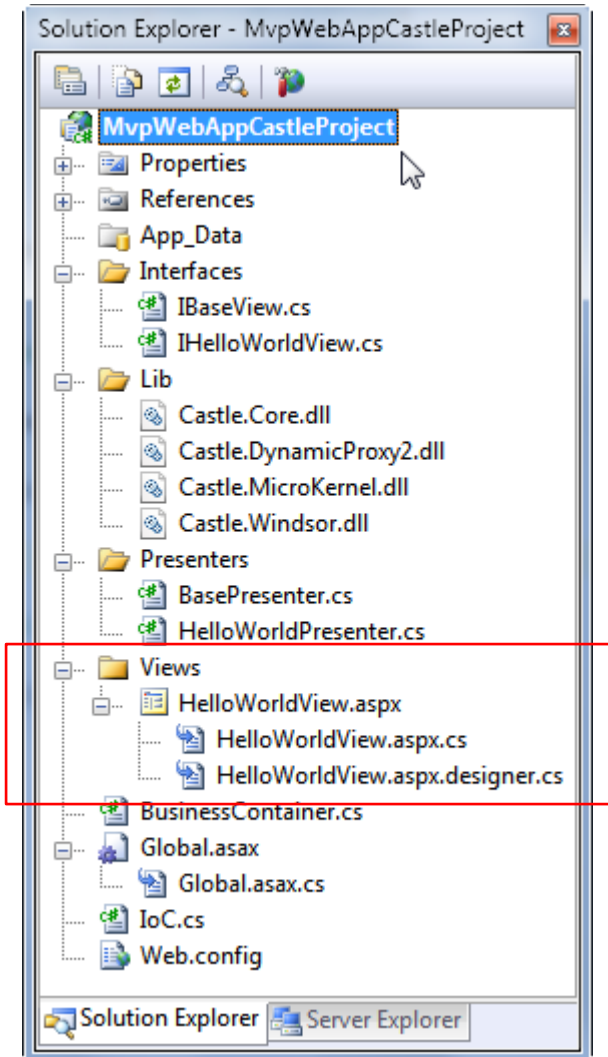 Solution Explorer - MvpWebAppCastleProject
MvpWebAppCastleProject
Properties
References
App_Data
Interfaces
IBaseView.cs
IHelloWorldView.cs
Lib
Castle.Core.dll
Castle.DynamicProxy2.dll
Castle.MicroKernel.dll
Castle.Windsor.dll
Presenters
BasePresenter.cs
HelloWorldPresenter.cs
Views
HelloWorldView.aspx
HelloWorldView.aspx.cs
HelloWorldView.aspx.designer.cs
BusinessContainer.cs
Global.asax
Global.asax.cs
IoC.cs
Web.config
Solution Explorer Server Explorer